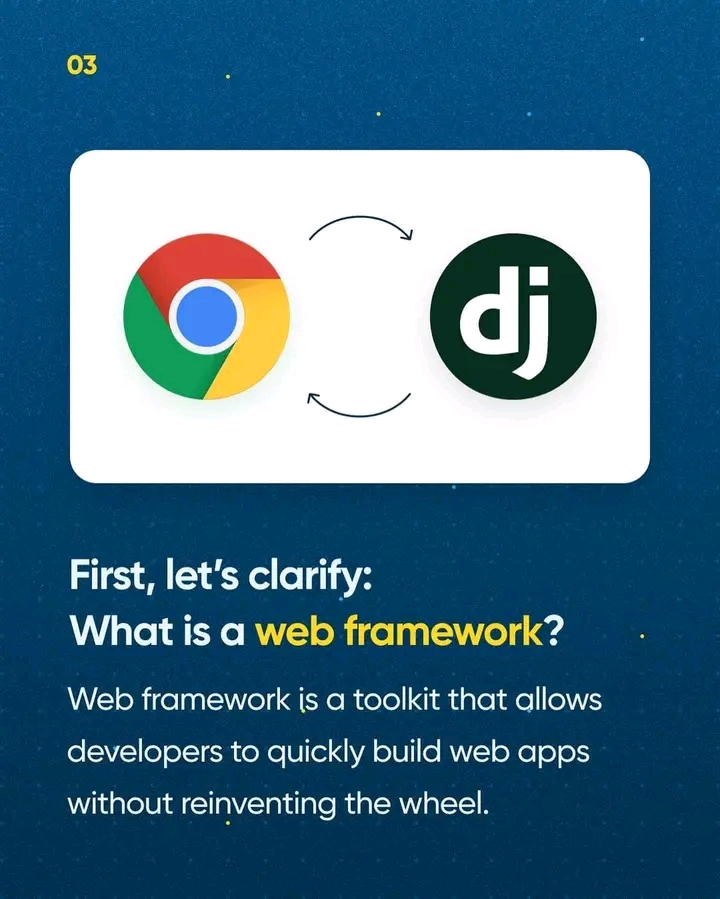 03
dj
First, let’s clarify:
What is a web framework?
Web framework is a toolkit that allows
developers to quickly build web apps
without reinventing the wheel.